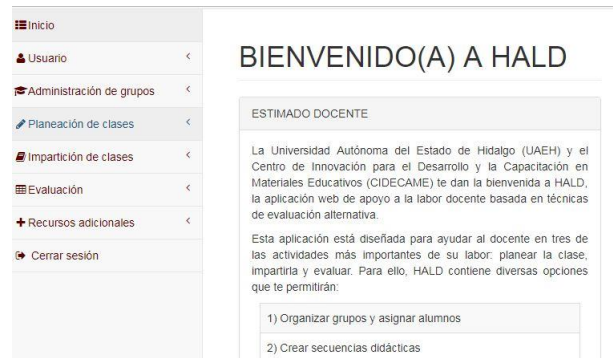 Inicio
Usuario
Administración de grupos
Planeación de clases
Impartición de clases
Evaluación
Recursos adicionales
Cerrar sesión
BIENVENIDO(A) A HALD
ESTIMADO DOCENTE
La Universidad Autónoma del Estado de Hidalgo (UAEH) y el
Centro de Innovación para el Desarrollo y la Capacitación en
Materiales Educativos (CIDECAME) te dan la bienvenida a HALD,
la aplicación web de apoyo a la labor docente basada en técnicas
de evaluación alternativa.
Esta aplicación está diseñada para ayudar al docente en tres de
las actividades más importantes de su labor: planear la clase,
impartirla y evaluar. Para ello, HALD contiene diversas opciones
que te permitirán:
1) Organizar grupos y asignar alumnos
2) Crear secuencias didácticas